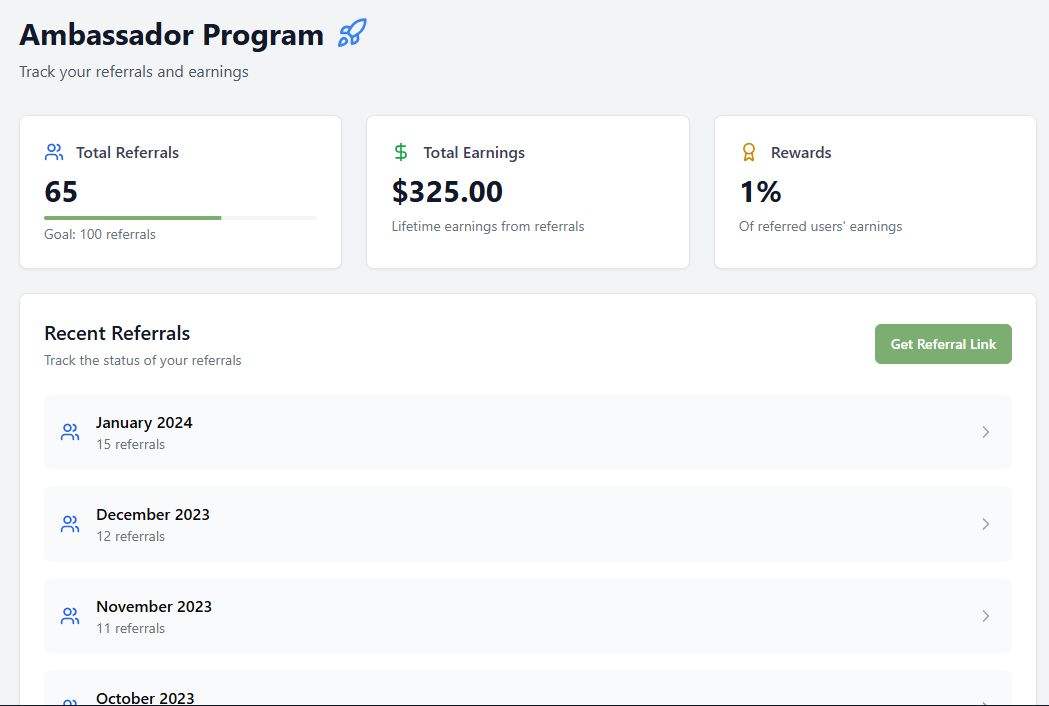 Ambassador Program
Track your referrals and earnings
Total Referrals
65
Goal: 100 referrals
Total Earnings
$325.00
Lifetime earnings from referrals
Rewards
1%
Of referred users' earnings
Recent Referrals
Track the status of your referrals
Get Referral Link
January 2024
15 referrals
December 2023
12 referrals
November 2023
11 referrals
October 2023